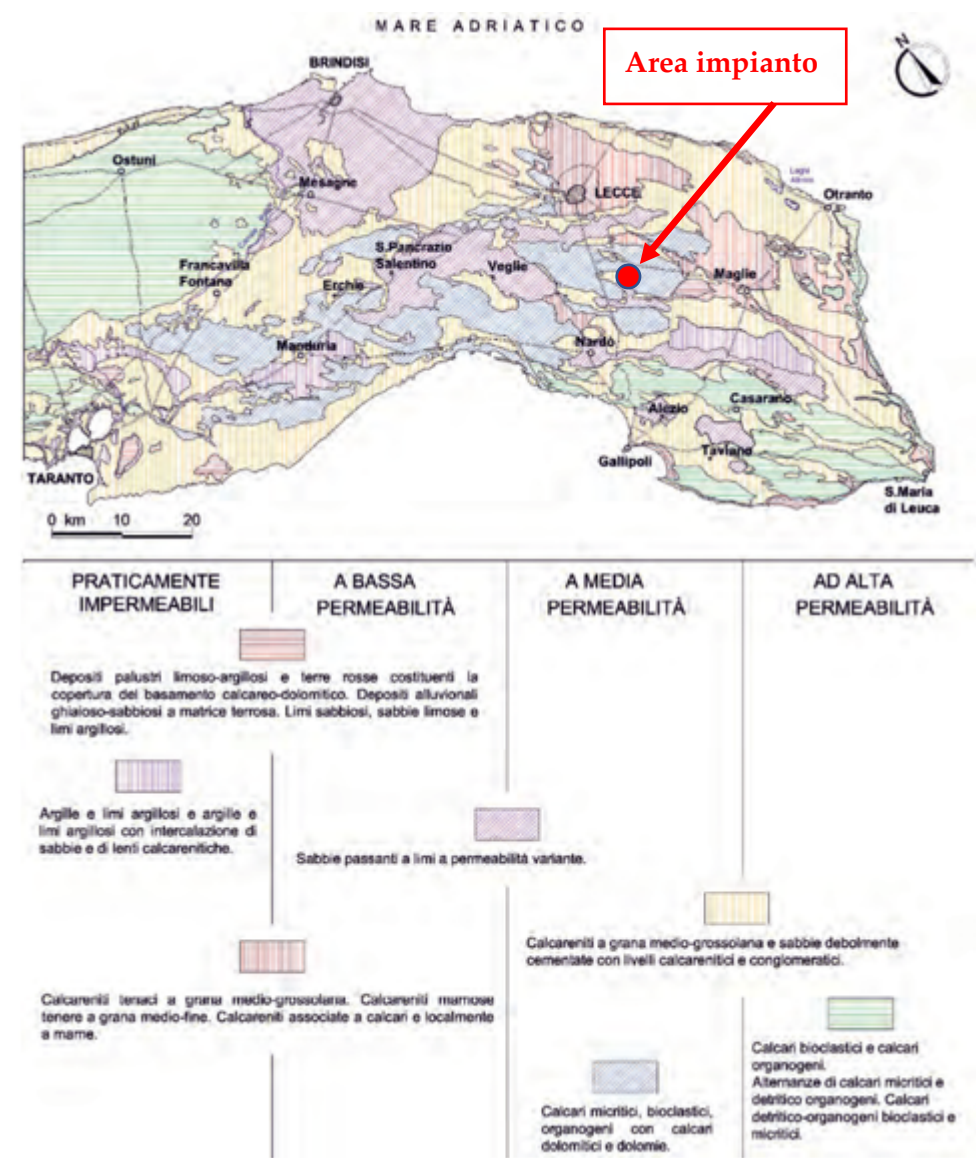 MARE ADRIATICO
Area impianto
N
BRINDISI
Ostuni
Mesagne
LECCE
Laghi
Alimini
Otranto
S.Pancrazio
Salentino
Veglie
Maglie
Francavilla
Fontana
Erchie
Manduria
Nardò
Alezio
Casarano
TARANTO
Gallipoli
Taviano
S.Maria
di Leuca
0 km 10 20
PRATICAMENTE
IMPERMEABILI
A BASSA
PERMEABILITÀ
A MEDIA
PERMEABILITÀ
AD ALTA
PERMEABILITÀ
Depositi palustri limoso-argillosi e terre rosse costituenti la
copertura del basamento calcareo-dolomitico. Depositi alluvionali
ghiaioso-sabbiosi a matrice terrosa. Limi sabbiosi, sabbie limose e
limi argillosi.
Argille e limi argillosi e argille e
limi argillosi con intercalazione di
sabbie e di lenti calcarenitiche.
Sabbie passanti a limi a permeabilità variante.
Calcareniti a grana medio-grossolana e sabbie debolmente
cementate con livelli calcarenitici e conglomeratici.
Calcareniti tenaci a grana medio-grossolana. Calcareniti marnose
tenere a grana medio-fine. Calcareniti associate a calcari e localmente
a marne.
Calcari micritici, bioclastici,
organogeni con calcari
dolomitici e dolomie.
Calcari bioclastici e calcari
organogeni.
Alternanze di calcari micritici e
detritico organogeni. Calcari
detritico-organogeni bioclastici e
micritici.